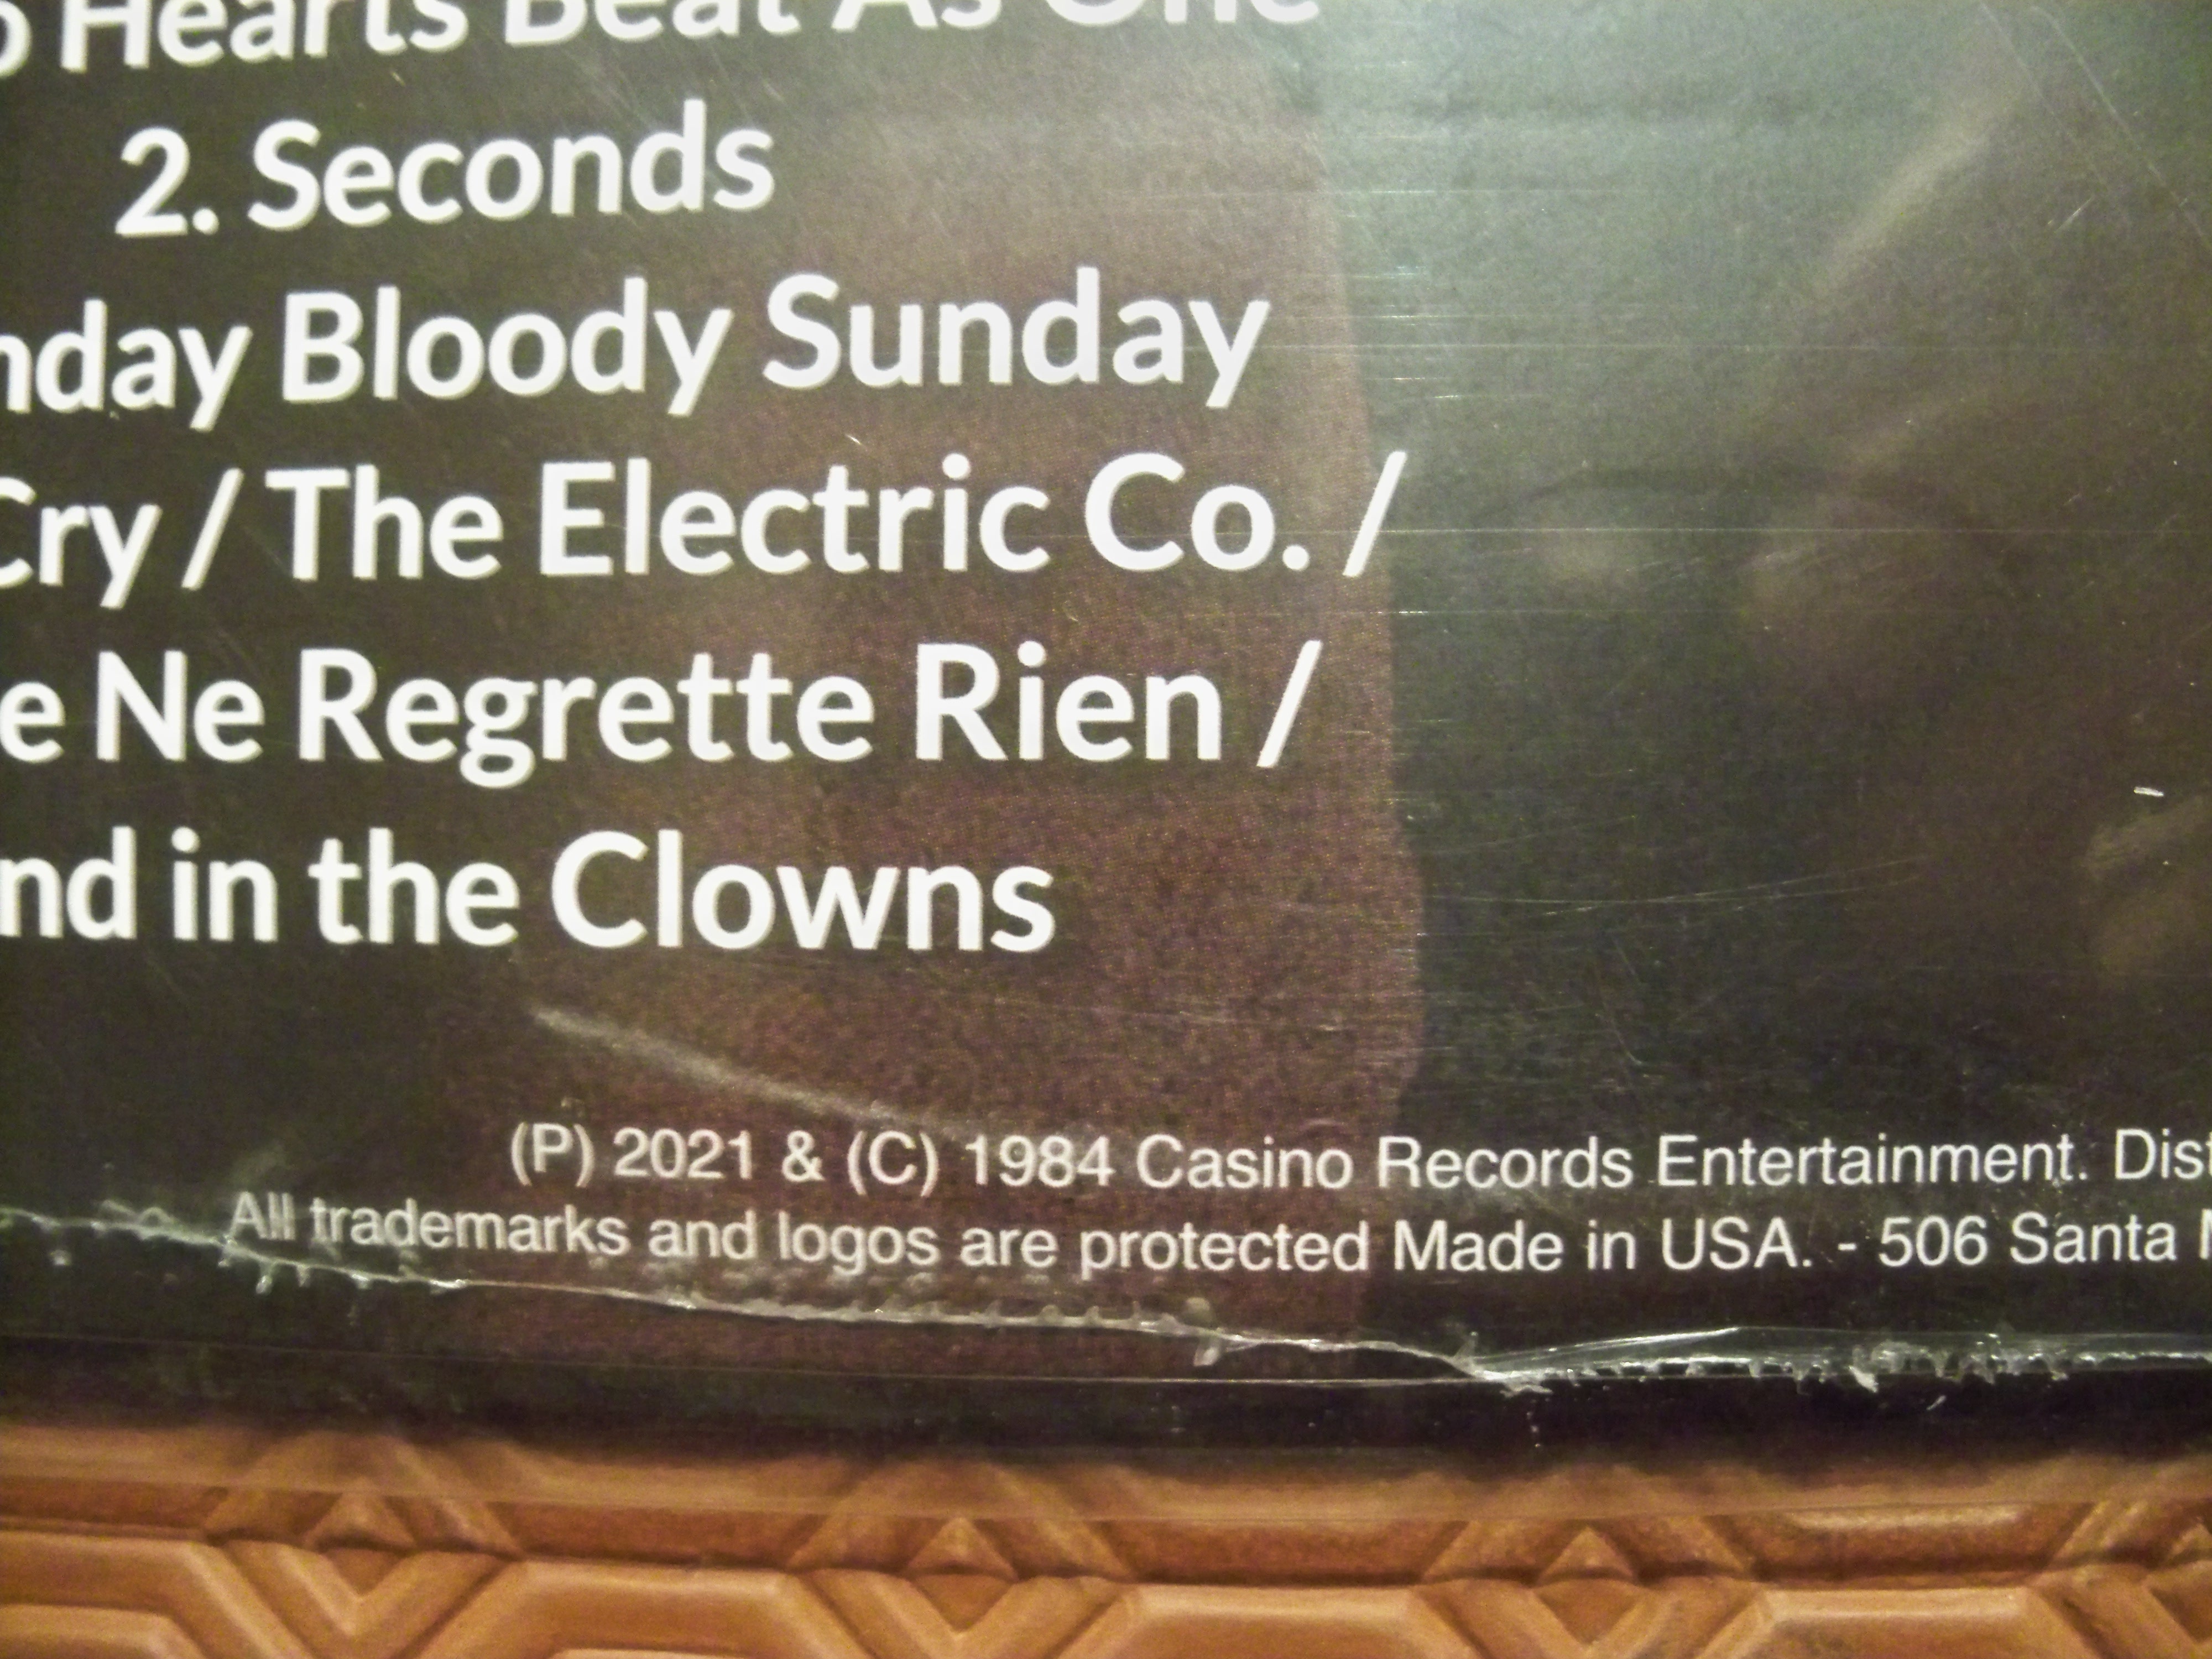 Hearts Beat As One
2. Seconds
nday Bloody Sunday
Cry / The Electric Co. /
e Ne Regrette Rien /
nd in the Clowns
(P) 2021 & (C) 1984 Casino Records Entertainment. Dist
All trademarks and logos are protected Made in USA. - 506 Santa